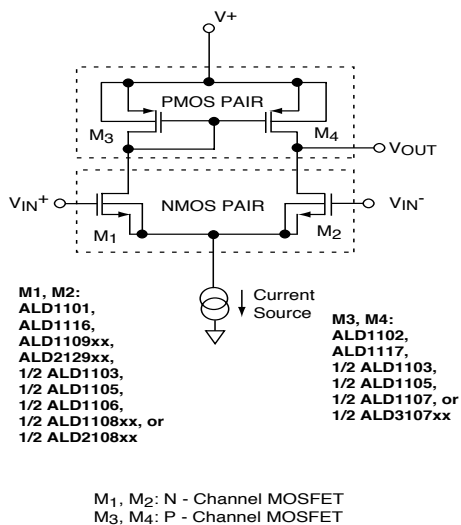 V+
PMOS PAIR
M3
M4
VOUT
VIN+
NMOS PAIR
VIN-
M1
M2
Current
Source
M1, M2:
ALD1101,
ALD1116,
ALD1109xx,
ALD2129xx,
1/2 ALD1103,
1/2 ALD1105,
1/2 ALD1106,
1/2 ALD1108xx, or
1/2 ALD2108xx
M3, M4:
ALD1102,
ALD1117,
1/2 ALD1103,
1/2 ALD1105,
1/2 ALD1107, or
1/2 ALD3107xx
M1, M2: N - Channel MOSFET
M3, M4: P - Channel MOSFET